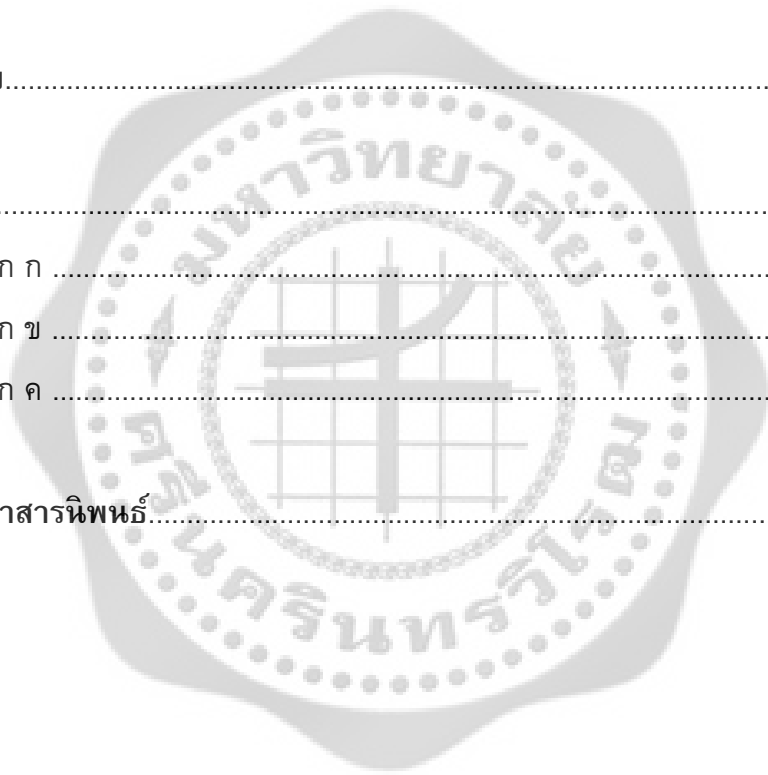 ก ก ........................................
ก ข ........................................
ก ค ........................................
าสารนิพนธ์........................................
มหาวิทยาลัย
ศรีนครินทรวิโรฒ